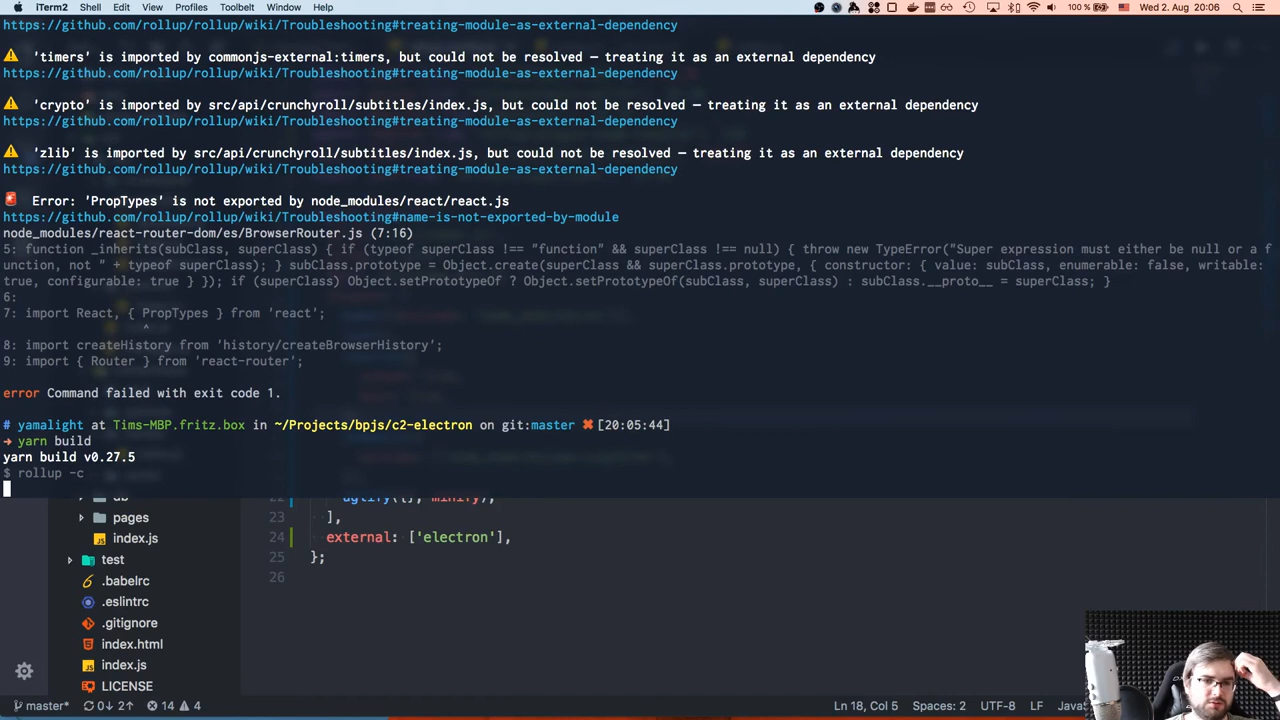 iTerm2 Shell Edit View Profiles Toolbelt Window Help 100 % Wed 2. Aug 20:06
https://github.com/rollup/rollup/wiki/Troubleshooting#treating-module-as-external-dependency
'timers' is imported by commonjs-external:timers, but could not be resolved – treating it as an external dependency
https://github.com/rollup/rollup/wiki/Troubleshooting#treating-module-as-external-dependency
'crypto' is imported by src/api/crunchyroll/subtitles/index.js, but could not be resolved – treating it as an external dependency
https://github.com/rollup/rollup/wiki/Troubleshooting#treating-module-as-external-dependency
'zlib' is imported by src/api/crunchyroll/subtitles/index.js, but could not be resolved – treating it as an external dependency
https://github.com/rollup/rollup/wiki/Troubleshooting#treating-module-as-external-dependency
Error: 'PropTypes' is not exported by node_modules/react/react.js
https://github.com/rollup/rollup/wiki/Troubleshooting#name-is-not-exported-by-module
node_modules/react-router-dom/es/BrowserRouter.js (7:16)
5: function _inherits(subClass, superClass) { if (typeof superClass !== "function" && superClass !== null) { throw new TypeError("Super expression must either be null or a f
unction, not " + typeof superClass); } subClass.prototype = Object.create(superClass && superClass.prototype, { constructor: { value: subClass, enumerable: false, writable:
true, configurable: true } }); if (superClass) Object.setPrototypeOf ? Object.setPrototypeOf(subClass, superClass) : subClass.__proto__ = superClass; }
6:
7: import React, { PropTypes } from 'react';
^
8: import createHistory from 'history/createBrowserHistory';
9: import { Router } from 'react-router';
error Command failed with exit code 1.
# yamalight at Tims-MBP.fritz.box in ~/Projects/bpjs/c2-electron on git:master ✖ [20:05:44]
➜ yarn build
yarn build v0.27.5
$ rollup -c
db
22 uglify({}, minify),
pages
23 ],
index.js
24 external: ['electron'],
test
25 };
.babelrc
26
.eslintrc
.gitignore
index.html
index.js
LICENSE
master* 0↓ 2↑ 14 4 Ln 18, Col 5 Spaces: 2 UTF-8 LF